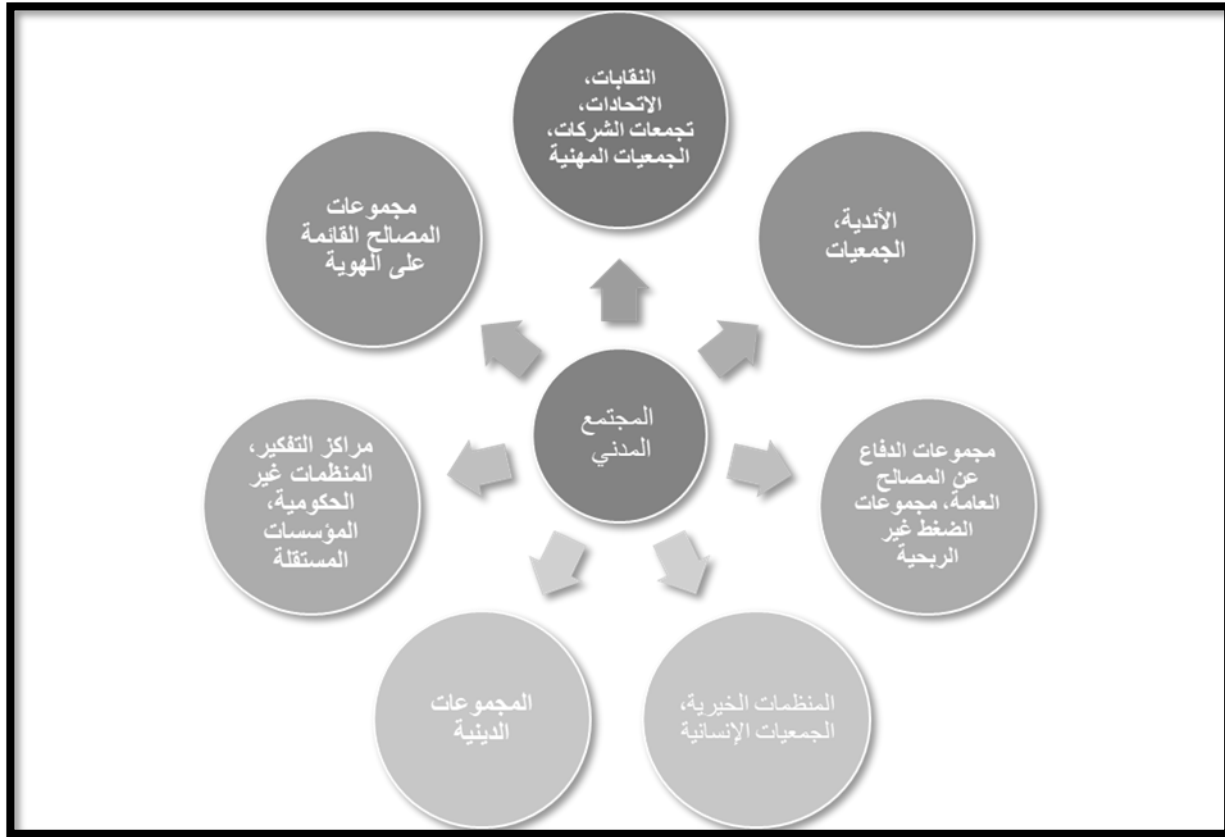 النقابات،
الاتحادات،
تجمعات الشركات،
الجمعيات المهنية
الأندية،
الجمعيات
مجموعات الدفاع
عن المصالح
العامة، مجموعات
الضغط غير
الربحية
المنظمات الخيرية،
الجمعيات الإنسانية
المجموعات
الدينية
مراكز التفكير،
المنظمات غير
الحكومية،
المؤسسات
المستقلة
مجموعات
المصالح القائمة
على الهوية
المجتمع
المدني